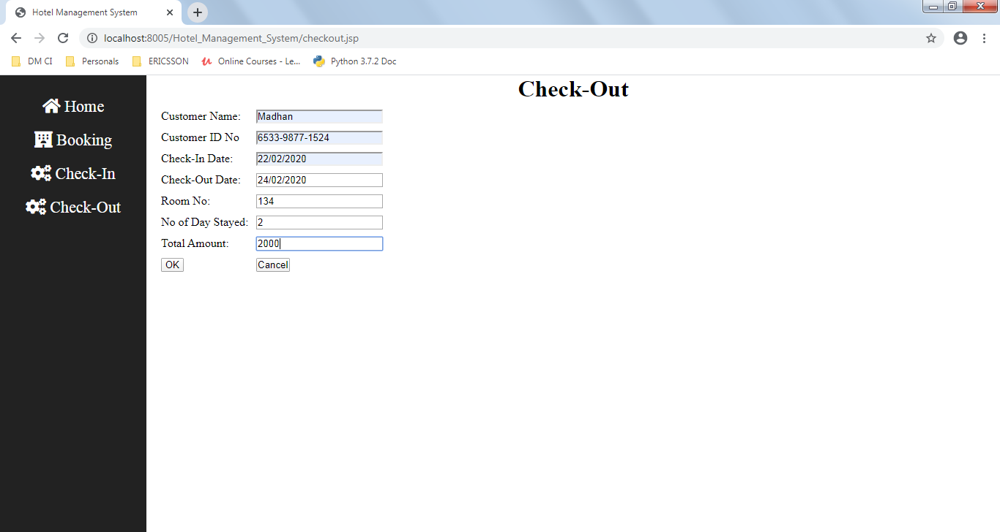 Hotel Management System
localhost:8005/Hotel_Management_System/checkout.jsp
DM CI Personals ERICSSON Online Courses - Le... Python 3.7.2 Doc
Home
Booking
Check-In
Check-Out
Check-Out
Customer Name: Madhan
Customer ID No 6533-9877-1524
Check-In Date: 22/02/2020
Check-Out Date: 24/02/2020
Room No: 134
No of Day Stayed: 2
Total Amount: 2000
OK Cancel